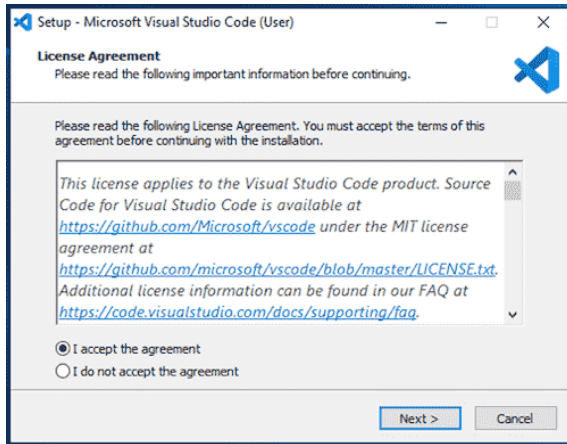 Setup - Microsoft Visual Studio Code (User)
License Agreement
Please read the following important information before continuing.
Please read the following License Agreement. You must accept the terms of this
agreement before continuing with the installation.
This license applies to the Visual Studio Code product. Source
Code for Visual Studio Code is available at
https://github.com/Microsoft/vscode under the MIT license
agreement at
https://github.com/microsoft/vscode/blob/master/LICENSE.txt.
Additional license information can be found in our FAQ at
https://code.visualstudio.com/docs/supporting/faq.
I accept the agreement
I do not accept the agreement
Next >
Cancel